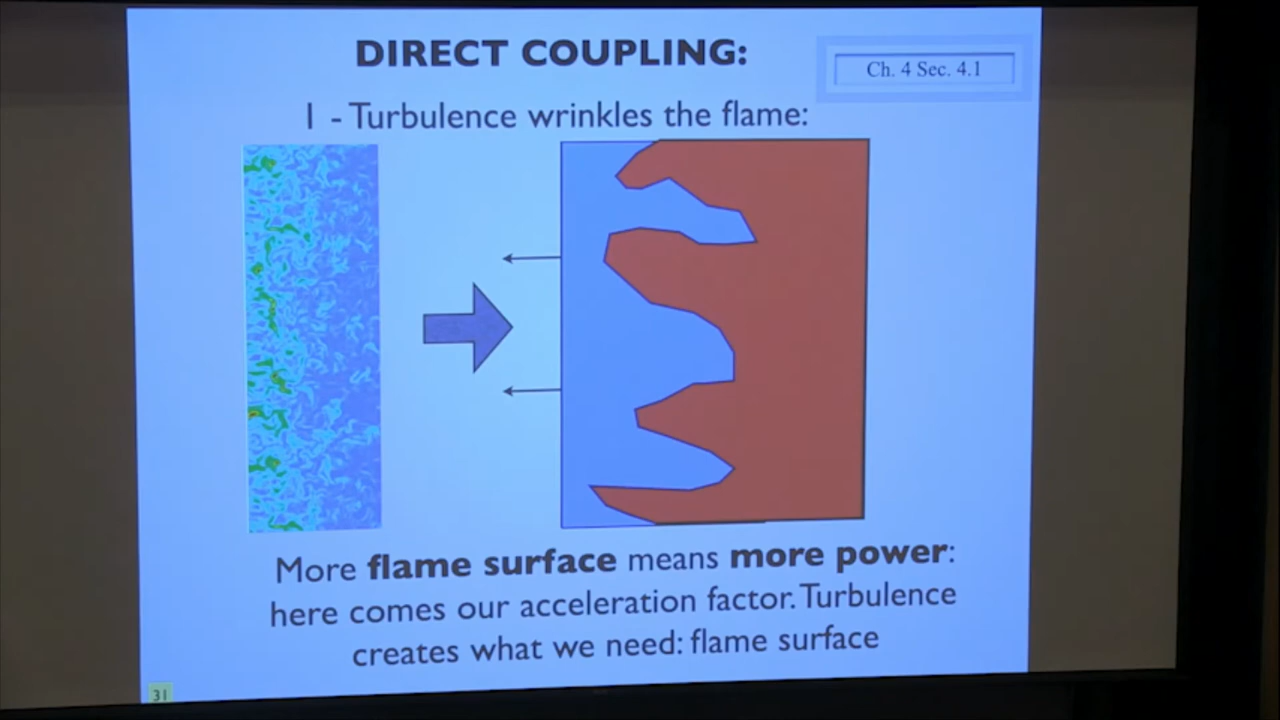 DIRECT COUPLING:
Ch. 4 Sec. 4.1
1 - Turbulence wrinkles the flame:
More flame surface means more power:
here comes our acceleration factor. Turbulence
creates what we need: flame surface
31